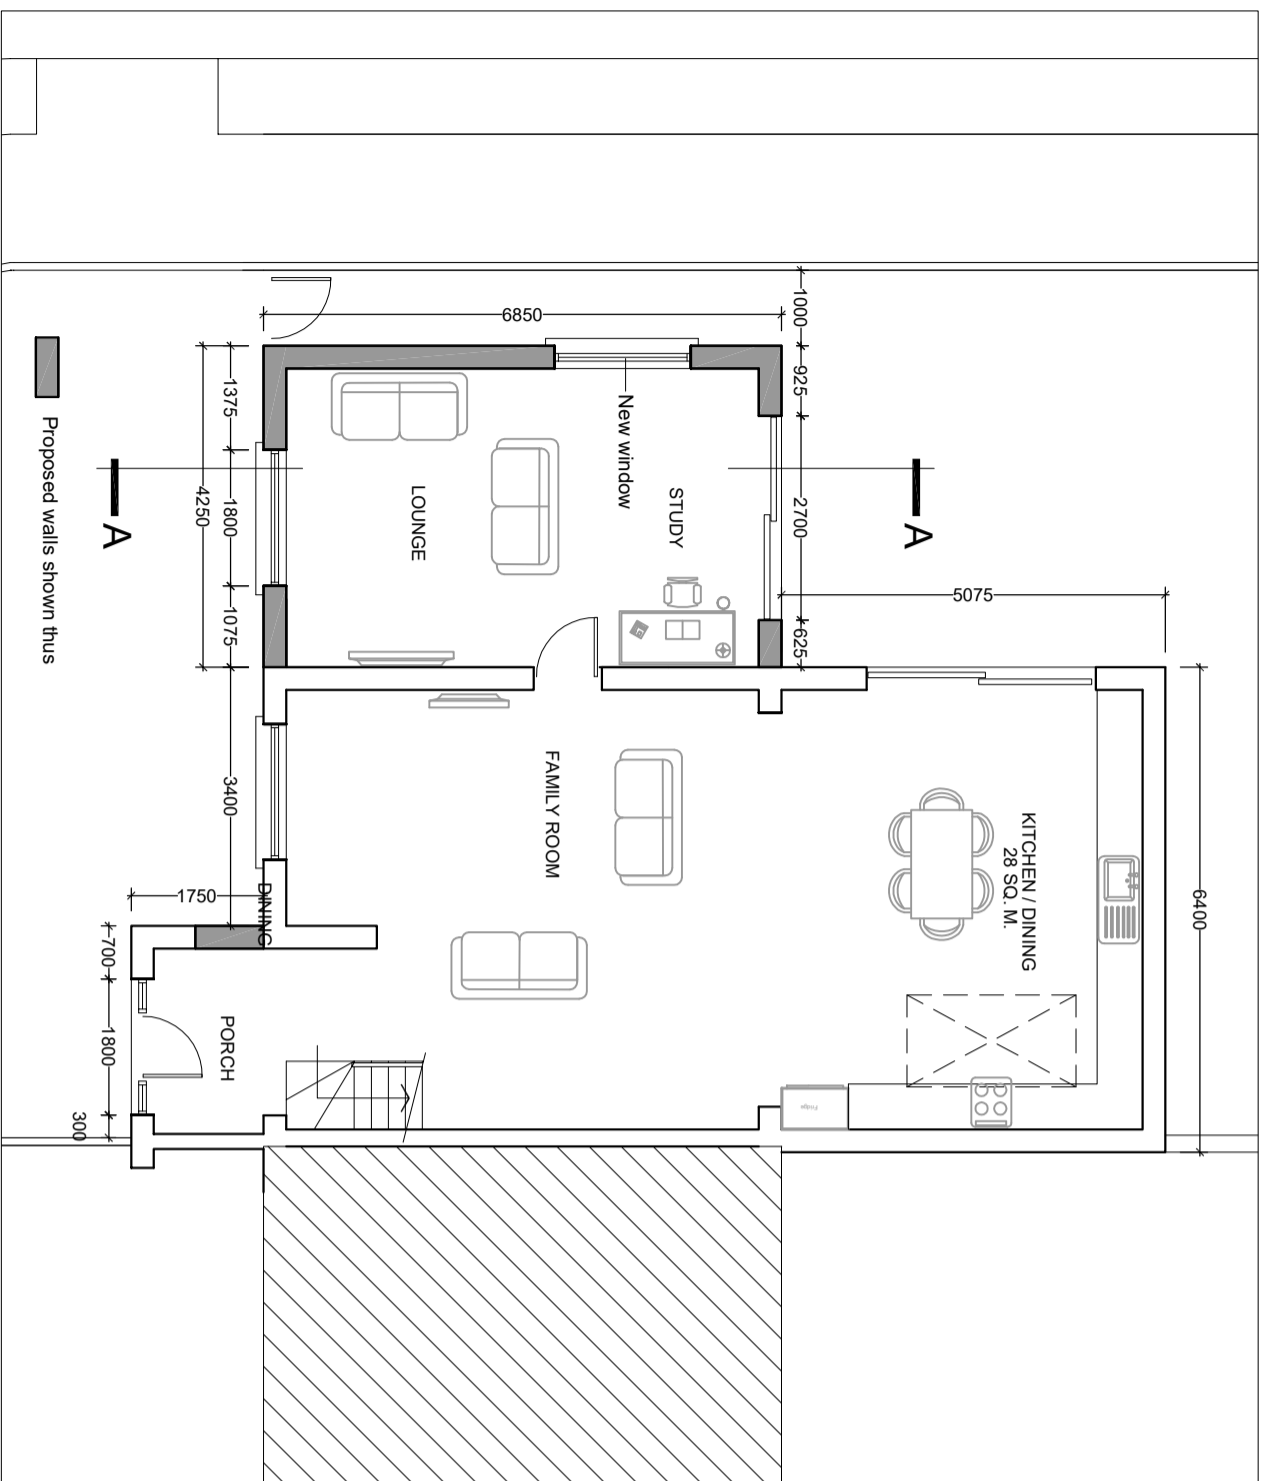 6850
1000
925
2700
625
5075
6400
New window
STUDY
LOUNGE
A
A
1375
1800
1075
4250
3400
Proposed walls shown thus
FAMILY ROOM
KITCHEN / DINING
28 SQ. M.
DINING
1750
700
1800
300
PORCH
Fridge